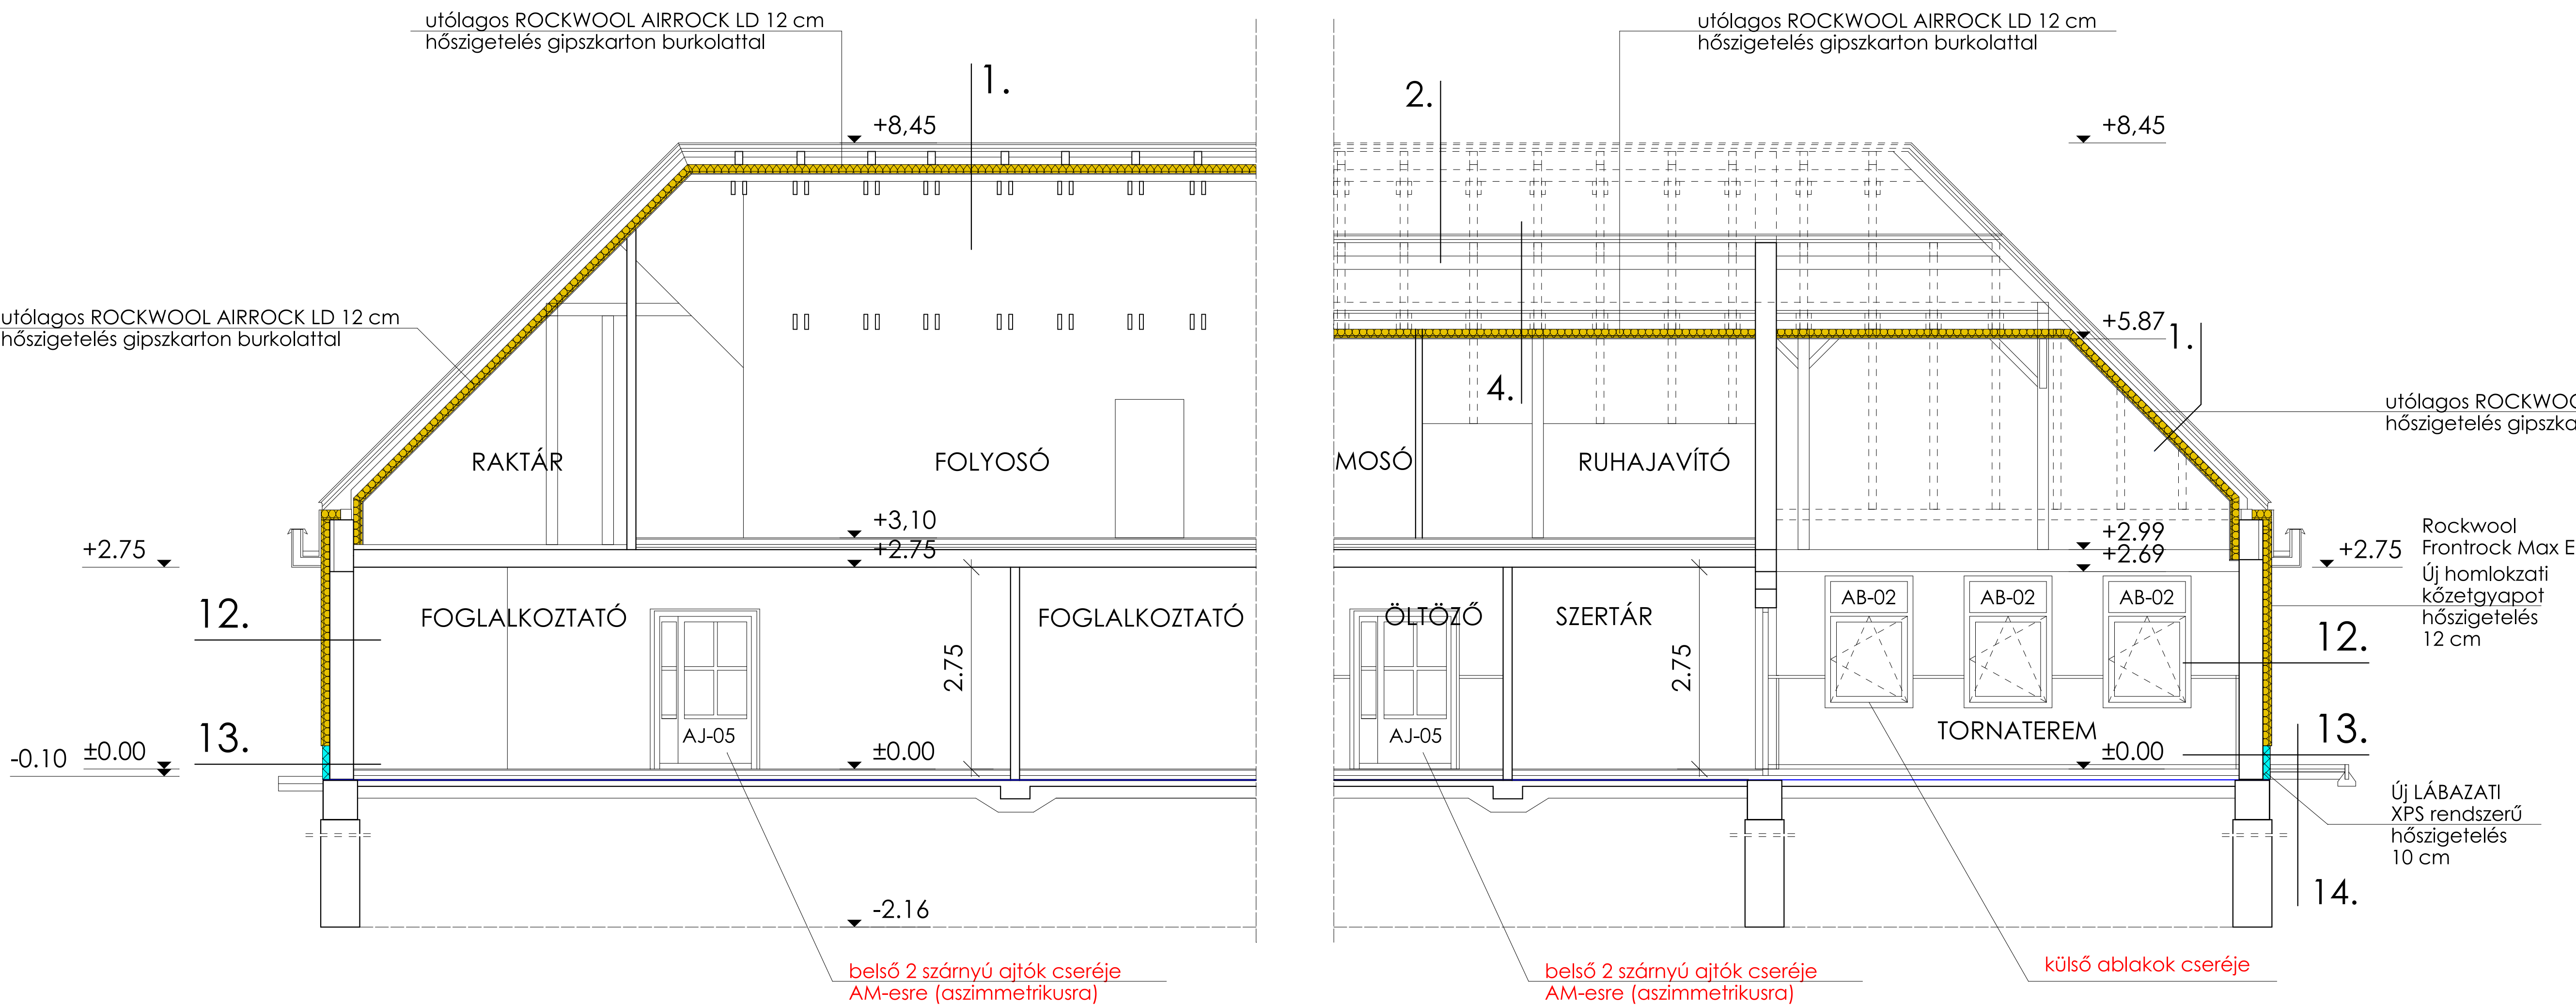 utólagos ROCKWOOL AIRROCK LD 12 cm
hőszigetelés gipszkarton burkolattal
utólagos ROCKWOOL AIRROCK LD 12 cm
hőszigetelés gipszkarton burkolattal
1.
2.
+8,45
+8,45
utólagos ROCKWOOL AIRROCK LD 12 cm
hőszigetelés gipszkarton burkolattal
+5.87
1.
4.
utólagos ROCKWOO
hőszigetelés gipszka
RAKTÁR
FOLYOSÓ
MOSÓ
RUHAJAVÍTÓ
+3,10
+2.75
+2.75
+2.99
+2.69
+2.75
Rockwool
Frontrock Max E
Új homlokzati
kőzetgyapot
hőszigetelés
12 cm
12.
FOGLALKOZTATÓ
FOGLALKOZTATÓ
ÖLTÖZŐ
SZERTÁR
AB-02
AB-02
AB-02
12.
2.75
2.75
13.
AJ-05
AJ-05
TORNATEREM
13.
-0.10
±0.00
±0.00
±0.00
Új LÁBAZATI
XPS rendszerű
hőszigetelés
10 cm
14.
-2.16
belső 2 szárnyú ajtók cseréje
AM-esre (aszimmetrikusra)
belső 2 szárnyú ajtók cseréje
AM-esre (aszimmetrikusra)
külső ablakok cseréje